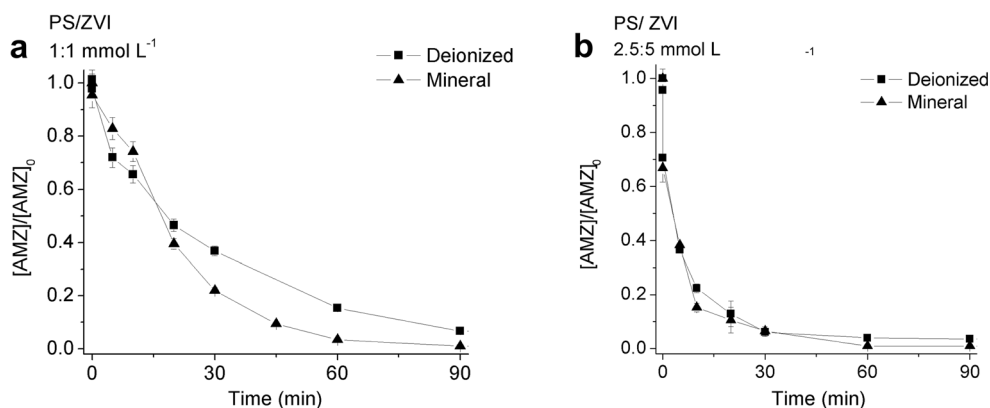 a
PS/ZVI
1:1 mmol L⁻¹
Deionized
Mineral
1.0
0.8
0.6
0.4
0.2
0.0
[AMZ]/[AMZ]₀
0
30
60
90
Time (min)
b
PS/ ZVI
2.5:5 mmol L ⁻¹
Deionized
Mineral
1.0
0.8
0.6
0.4
0.2
0.0
[AMZ]/[AMZ]₀
0
30
60
90
Time (min)